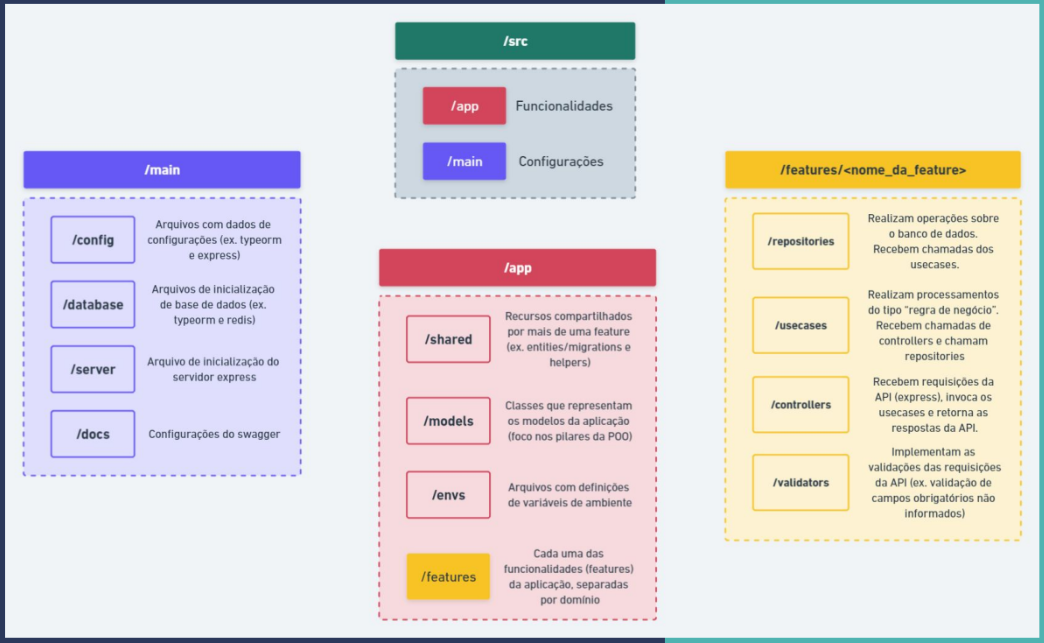 /src
/app
Funcionalidades
/main
Configurações
/main
/config
Arquivos com dados de
configurações (ex. typeorm
e express)
/database
Arquivos de inicialização
de base de dados (ex.
typeorm e redis)
/server
Arquivo de inicialização do
servidor express
/docs
Configurações do swagger
/app
/shared
Recursos compartilhados
por mais de uma feature
(ex. entities/migrations e
helpers)
/models
Classes que representam
os modelos da aplicação
(foco nos pilares da POO)
/envs
Arquivos com definições
de variáveis de ambiente
/features
Cada uma das
funcionalidades (features)
da aplicação, separadas
por domínio
/features/<nome_da_feature>
/repositories
Realizam operações sobre
o banco de dados.
Recebem chamadas dos
usecases.
/usecases
Realizam processamentos
do tipo “regra de negócio”.
Recebem chamadas de
controllers e chamam
repositories
/controllers
Recebem requisições da
API (express), invoca os
usecases e retorna as
respostas da API.
/validators
Implementam as
validações das requisições
da API (ex. validação de
campos obrigatórios não
informados)